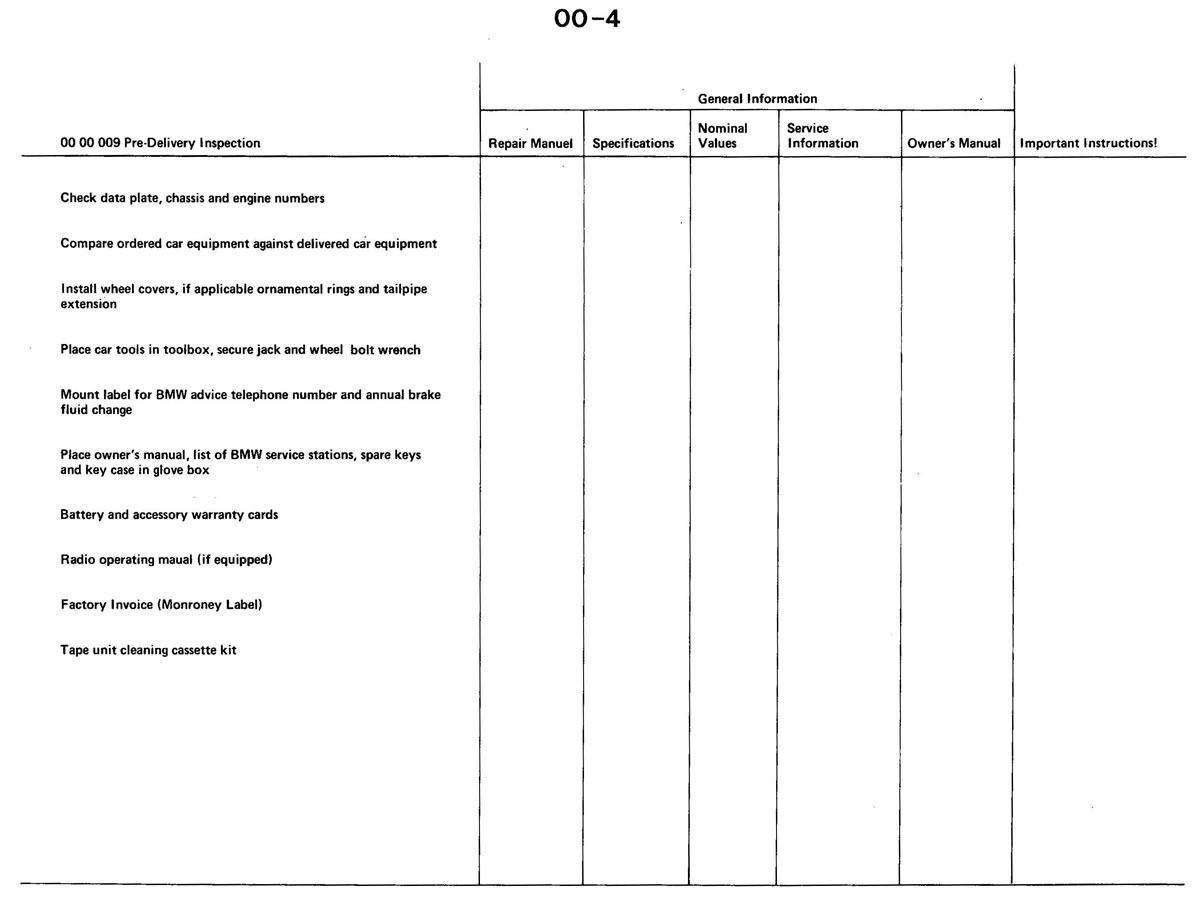 00-4
General Information
00 00 009 Pre-Delivery Inspection
Repair Manuel
Specifications
Nominal
Values
Service
Information
Owner's Manual
Important Instructions!
Check data plate, chassis and engine numbers
Compare ordered car equipment against delivered car equipment
Install wheel covers, if applicable ornamental rings and tailpipe
extension
Place car tools in toolbox, secure jack and wheel bolt wrench
Mount label for BMW advice telephone number and annual brake
fluid change
Place owner's manual, list of BMW service stations, spare keys
and key case in glove box
Battery and accessory warranty cards
Radio operating maual (if equipped)
Factory Invoice (Monroney Label)
Tape unit cleaning cassette kit